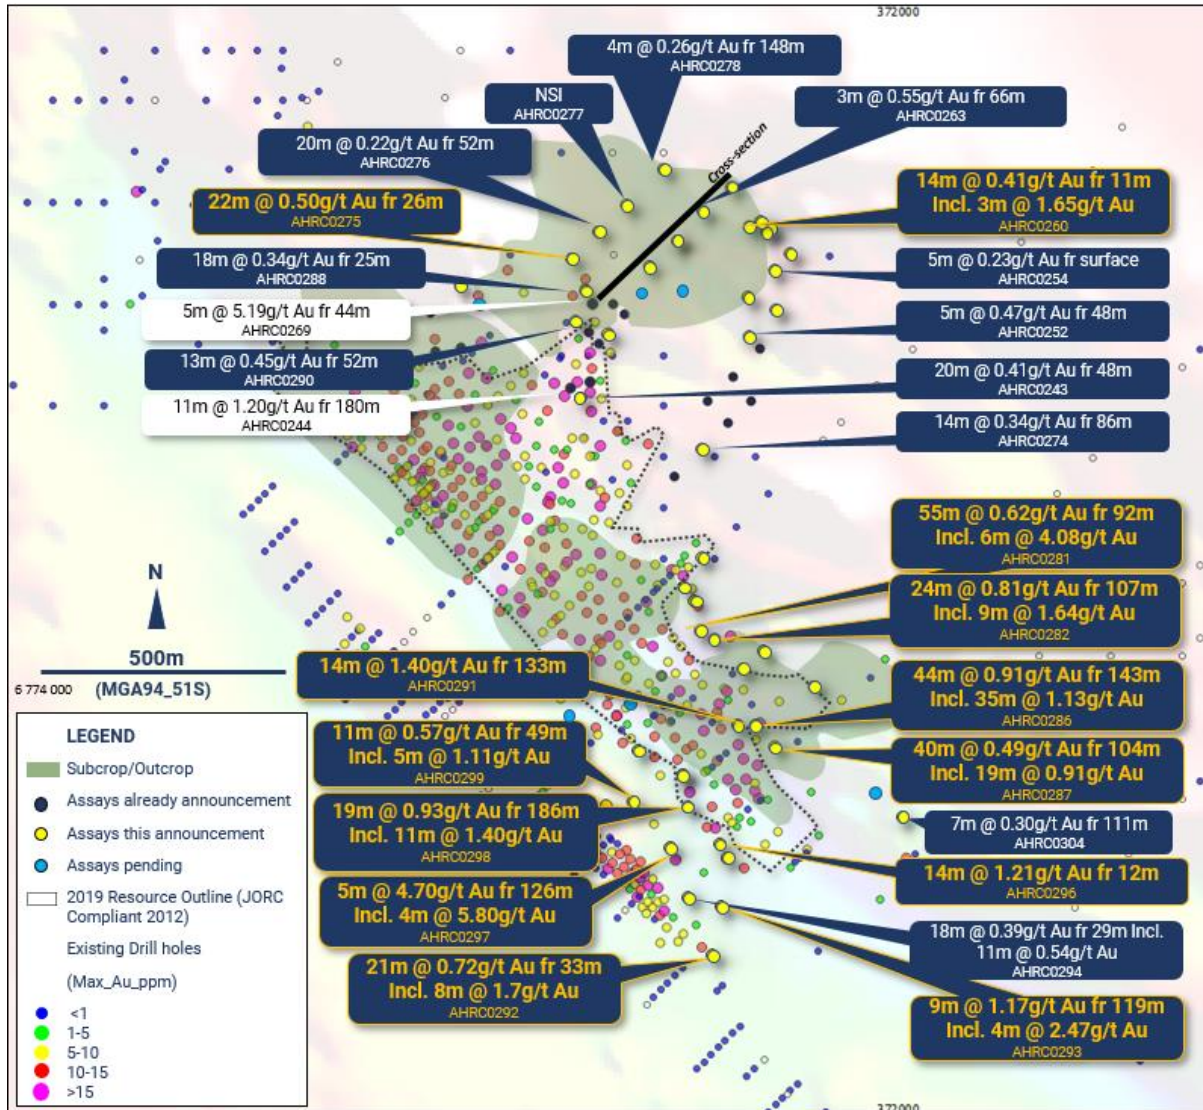 372000
4m @ 0.26g/t Au fr 148m
AHRC0278
NSI
AHRC0277
3m @ 0.55g/t Au fr 66m
AHRC0263
20m @ 0.22g/t Au fr 52m
AHRC0276
Cross-section
22m @ 0.50g/t Au fr 26m
AHRC0275
14m @ 0.41g/t Au fr 11m
Incl. 3m @ 1.65g/t Au
AHRC0260
18m @ 0.34g/t Au fr 25m
AHRC0288
5m @ 0.23g/t Au fr surface
AHRC0254
5m @ 5.19g/t Au fr 44m
AHRC0269
5m @ 0.47g/t Au fr 48m
AHRC0252
13m @ 0.45g/t Au fr 52m
AHRC0290
20m @ 0.41g/t Au fr 48m
AHRC0243
11m @ 1.20g/t Au fr 180m
AHRC0244
14m @ 0.34g/t Au fr 86m
AHRC0274
55m @ 0.62g/t Au fr 92m
Incl. 6m @ 4.08g/t Au
AHRC0281
24m @ 0.81g/t Au fr 107m
Incl. 9m @ 1.64g/t Au
AHRC0282
N
500m
(MGA94_51S)
6 774 000
14m @ 1.40g/t Au fr 133m
AHRC0291
44m @ 0.91g/t Au fr 143m
Incl. 35m @ 1.13g/t Au
AHRC0286
11m @ 0.57g/t Au fr 49m
Incl. 5m @ 1.11g/t Au
AHRC0299
40m @ 0.49g/t Au fr 104m
Incl. 19m @ 0.91g/t Au
AHRC0287
19m @ 0.93g/t Au fr 186m
Incl. 11m @ 1.40g/t Au
AHRC0298
7m @ 0.30g/t Au fr 111m
AHRC0304
14m @ 1.21g/t Au fr 12m
AHRC0296
5m @ 4.70g/t Au fr 126m
Incl. 4m @ 5.80g/t Au
AHRC0297
18m @ 0.39g/t Au fr 29m Incl.
11m @ 0.54g/t Au
AHRC0294
21m @ 0.72g/t Au fr 33m
Incl. 8m @ 1.7g/t Au
AHRC0292
9m @ 1.17g/t Au fr 119m
Incl. 4m @ 2.47g/t Au
AHRC0293
LEGEND
Subcrop/Outcrop
Assays already announcement
Assays this announcement
Assays pending
2019 Resource Outline (JORC
Compliant 2012)
Existing Drill holes
(Max_Au_ppm)
<1
1-5
5-10
10-15
>15
372000